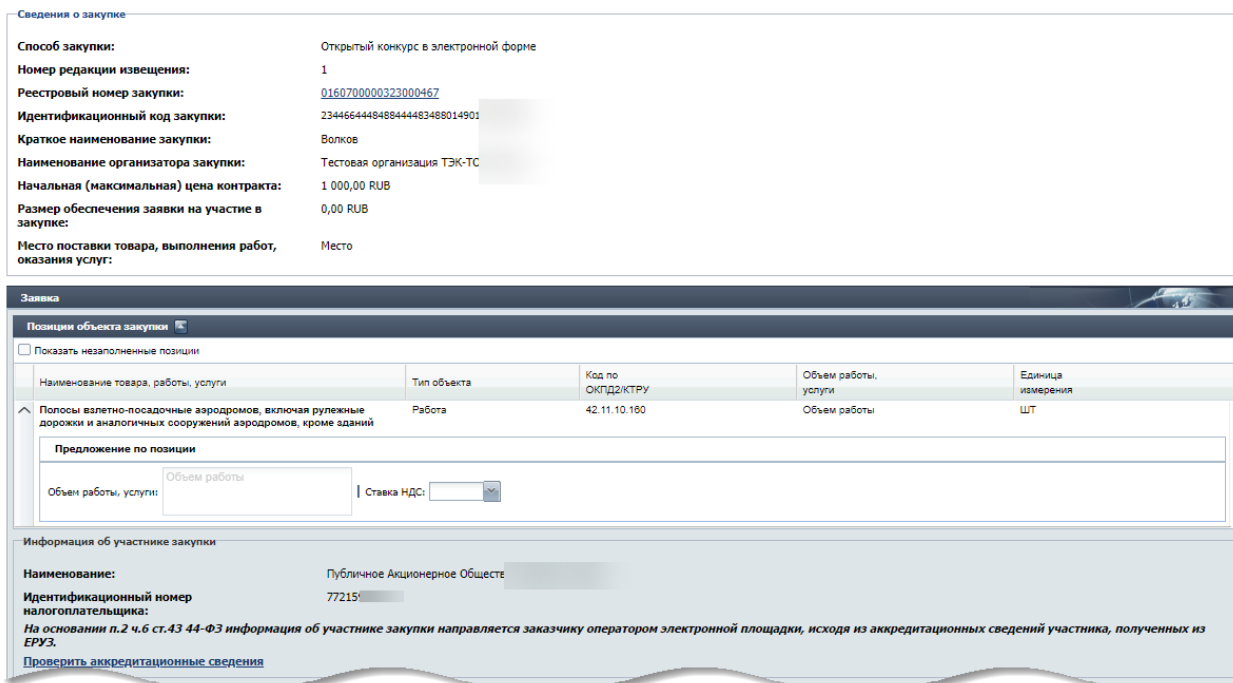 Сведения о закупке
Способ закупки: Открытый конкурс в электронной форме
Номер редакции извещения: 1
Реестровый номер закупки: 0160700000323000467
Идентификационный код закупки: 2344664448488444483488014901
Краткое наименование закупки: Волков
Наименование организатора закупки: Тестовая организация ТЭК-ТО
Начальная (максимальная) цена контракта: 1 000,00 RUB
Размер обеспечения заявки на участие в 0,00 RUB
закупке:
Место поставки товара, выполнения работ, Место
оказания услуг:
Заявка
Позиции объекта закупки
Показать незаполненные позиции
Наименование товара, работы, услуги Тип объекта Код по ОКПД2/КТРУ Объем работы, услуги Единица измерения
Полосы взлетно-посадочные аэродромов, включая рулежные Работа 42.11.10.160 Объем работы ШТ
дорожки и аналогичных сооружений аэродромов, кроме зданий
Предложение по позиции
Объем работы
Объем работы, услуги: Ставка НДС:
Информация об участнике закупки
Наименование: Публичное Акционерное Обществ
Идентификационный номер 77215
налогоплательщика:
На основании п.2 ч.6 ст.43 44-ФЗ информация об участнике закупки направляется заказчику оператором электронной площадки, исходя из аккредитационных сведений участника, полученных из
ЕРУЗ.
Проверить аккредитационные сведения